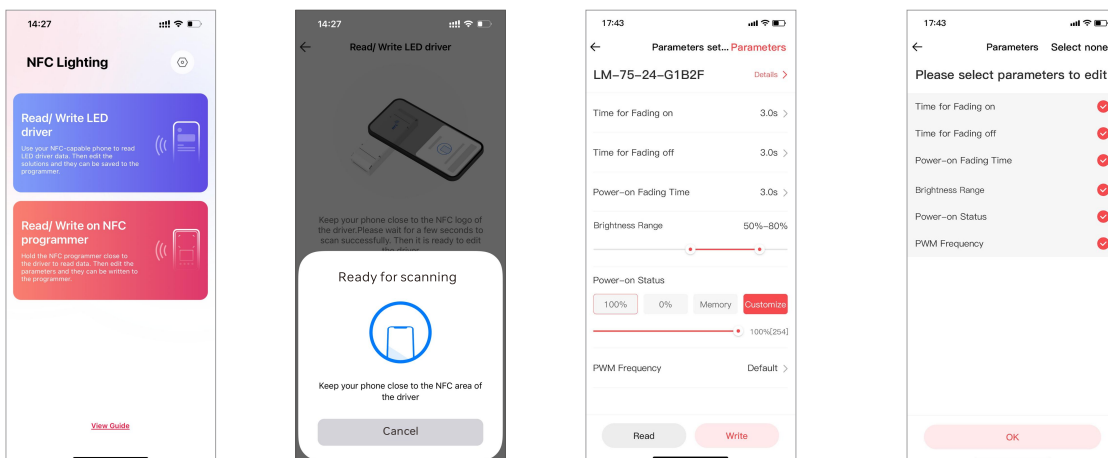 14:27
NFC Lighting
Read/ Write LED
driver
Use your NFC-capable phone to read
LED driver data. Then edit the
solutions and they can be saved to the
programmer.
Read/ Write on NFC
programmer
Hold the NFC programmer close to
the driver to read data. Then edit the
parameters and they can be written to
the programmer.
View Guide
14:27
Read/ Write LED driver
Keep your phone close to the NFC logo of
the driver.Please wait for a few seconds to
scan successfully. Then it is ready to edit
the driver
Ready for scanning
Keep your phone close to the NFC area of
the driver
Cancel
17:43
Parameters set... Parameters
LM-75-24-G1B2F Details
Time for Fading on 3.0s
Time for Fading off 3.0s
Power-on Fading Time 3.0s
Brightness Range 50%-80%
Power-on Status
100% 0% Memory Customize
100%[254]
PWM Frequency Default
Read Write
17:43
Parameters Select none
Please select parameters to edit
Time for Fading on
Time for Fading off
Power-on Fading Time
Brightness Range
Power-on Status
PWM Frequency
OK